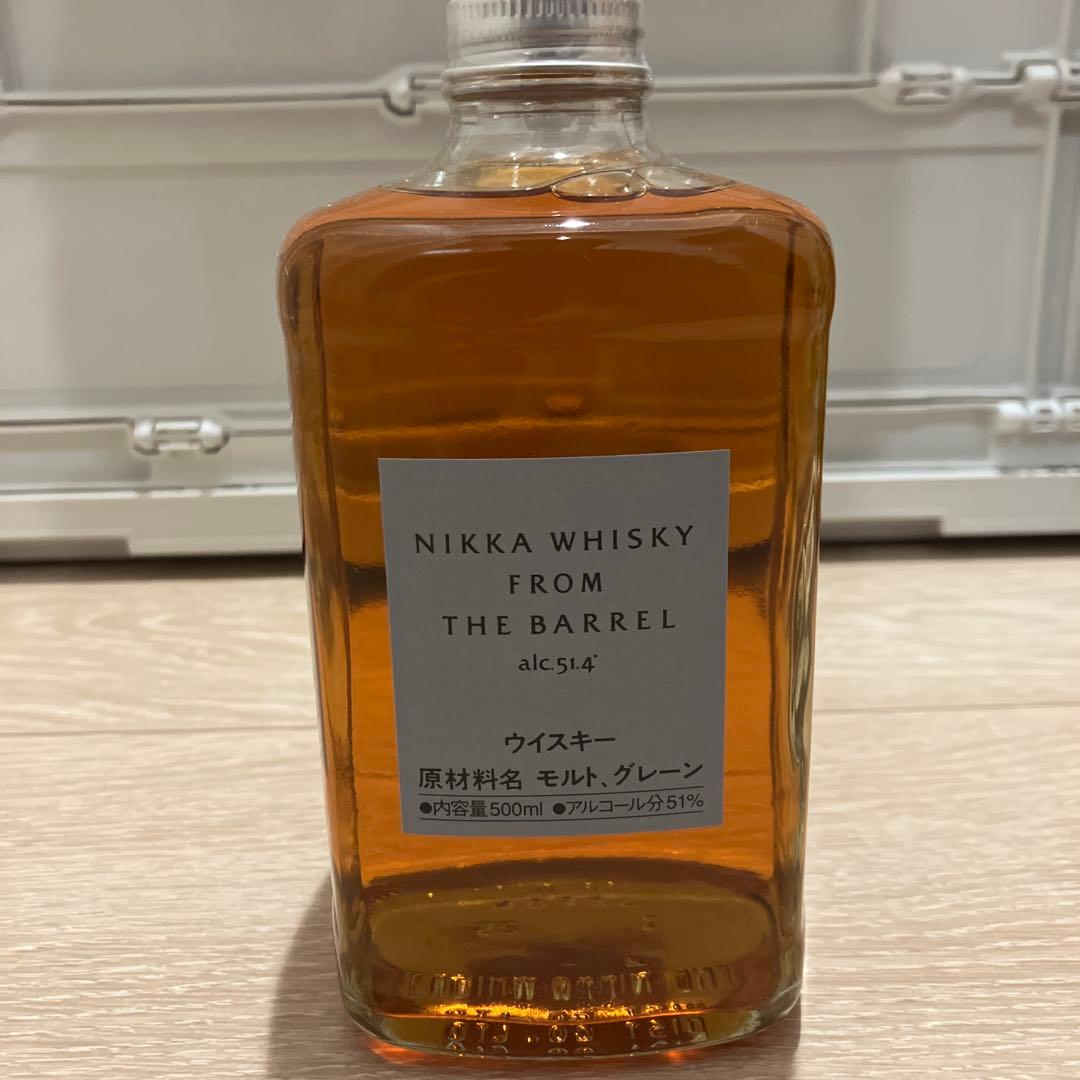 NIKKA WHISKY
FROM
THE BARREL
alc.51.4°
ウイスキー
原材料名 モルト、グレーン
●内容量500ml ●アルコール分51%